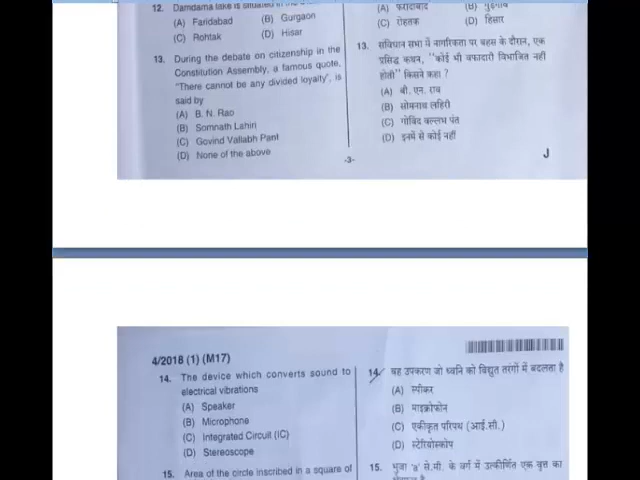 12. Damdama lake is situated in
(A) Faridabad (B) Gurgaon
(C) Rohtak (D) Hisar
13. During the debate on citizenship in the
Constitution Assembly, a famous quote,
"There cannot be any divided loyalty", is
said by
(A) B. N. Rao
(B) Somnath Lahiri
(C) Govind Vallabh Pant
(D) None of the above
(A) फरीदाबाद (B) गुड़गांव
(C) रोहतक (D) हिसार
13. संविधान सभा में नागरिकता पर बहस के दौरान, एक
प्रसिद्ध कथन, "कोई भी वफादारी विभाजित नहीं
होती" किसने कहा ?
(A) बी. एन. राव
(B) सोमनाथ लहिरी
(C) गोबिंद वल्लभ पंत
(D) इनमें से कोई नहीं
-3-
J
4/2018 (1) (M17)
14. The device which converts sound to
electrical vibrations
(A) Speaker
(B) Microphone
(C) Integrated Circuit (IC)
(D) Stereoscope
15. Area of the circle inscribed in a square of
14. वह उपकरण जो ध्वनि को विद्युत तरंगों में बदलता है
(A) स्पीकर
(B) माइक्रोफोन
(C) एकीकृत परिपथ (आई.सी.)
(D) स्टेरियोस्कोप
15. भुजा 'a' से.मी. के वर्ग में उत्कीर्णित एक वृत्त का